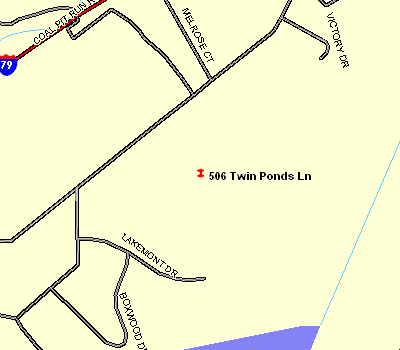 COAL PIT RUN R
MELROSE CT
VICTORY DR
79
506 Twin Ponds Ln
LAKEMONT DR
BOXWOOD D